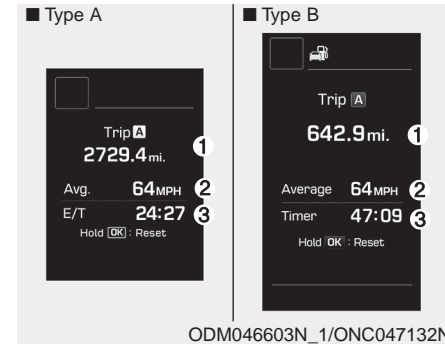 ■ Type A
Trip A
2729.4 mi. 1
Avg. 64 MPH 2
E/T 24:27 3
Hold OK : Reset
■ Type B
Trip A
642.9 mi. 1
Average 64 MPH 2
Timer 47:09 3
Hold OK : Reset
ODM046603N_1/ONC047132N